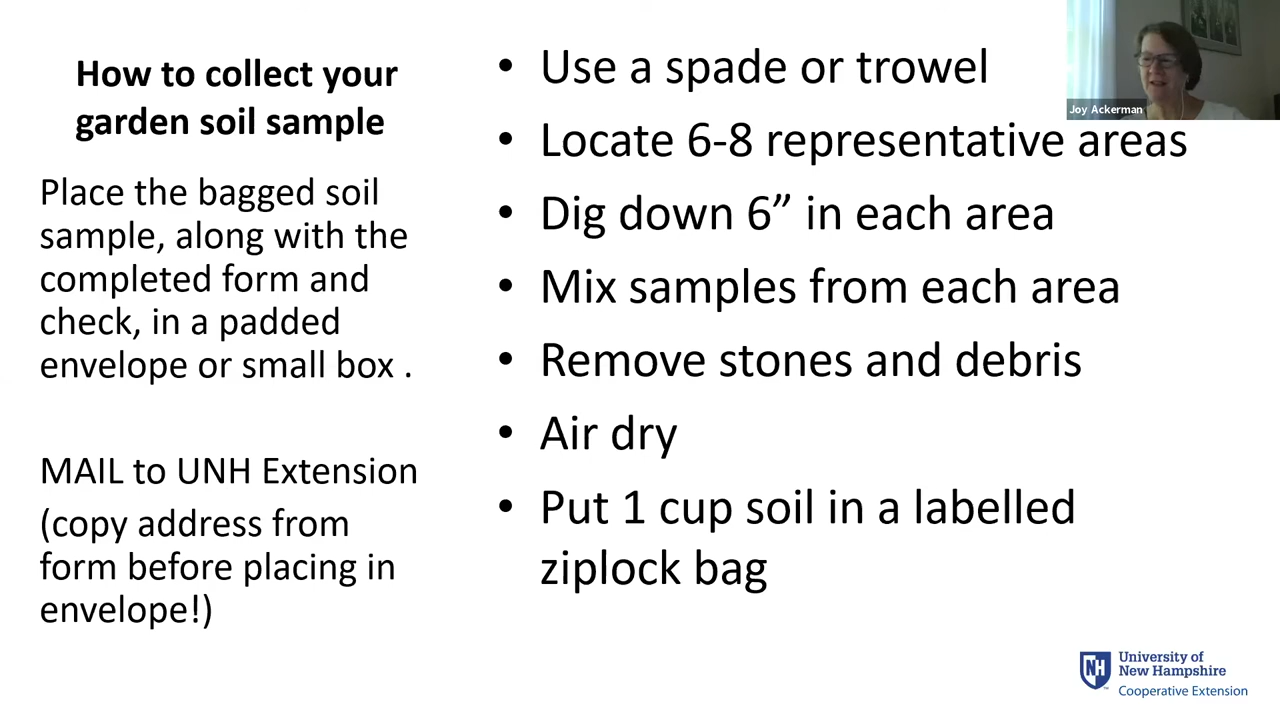 How to collect your
garden soil sample
Place the bagged soil
sample, along with the
completed form and
check, in a padded
envelope or small box .
MAIL to UNH Extension
(copy address from
form before placing in
envelope!)
• Use a spade or trowel
• Locate 6-8 representative areas
• Dig down 6” in each area
• Mix samples from each area
• Remove stones and debris
• Air dry
• Put 1 cup soil in a labelled
ziplock bag
Joy Ackerman
NH
University of
New Hampshire
Cooperative Extension